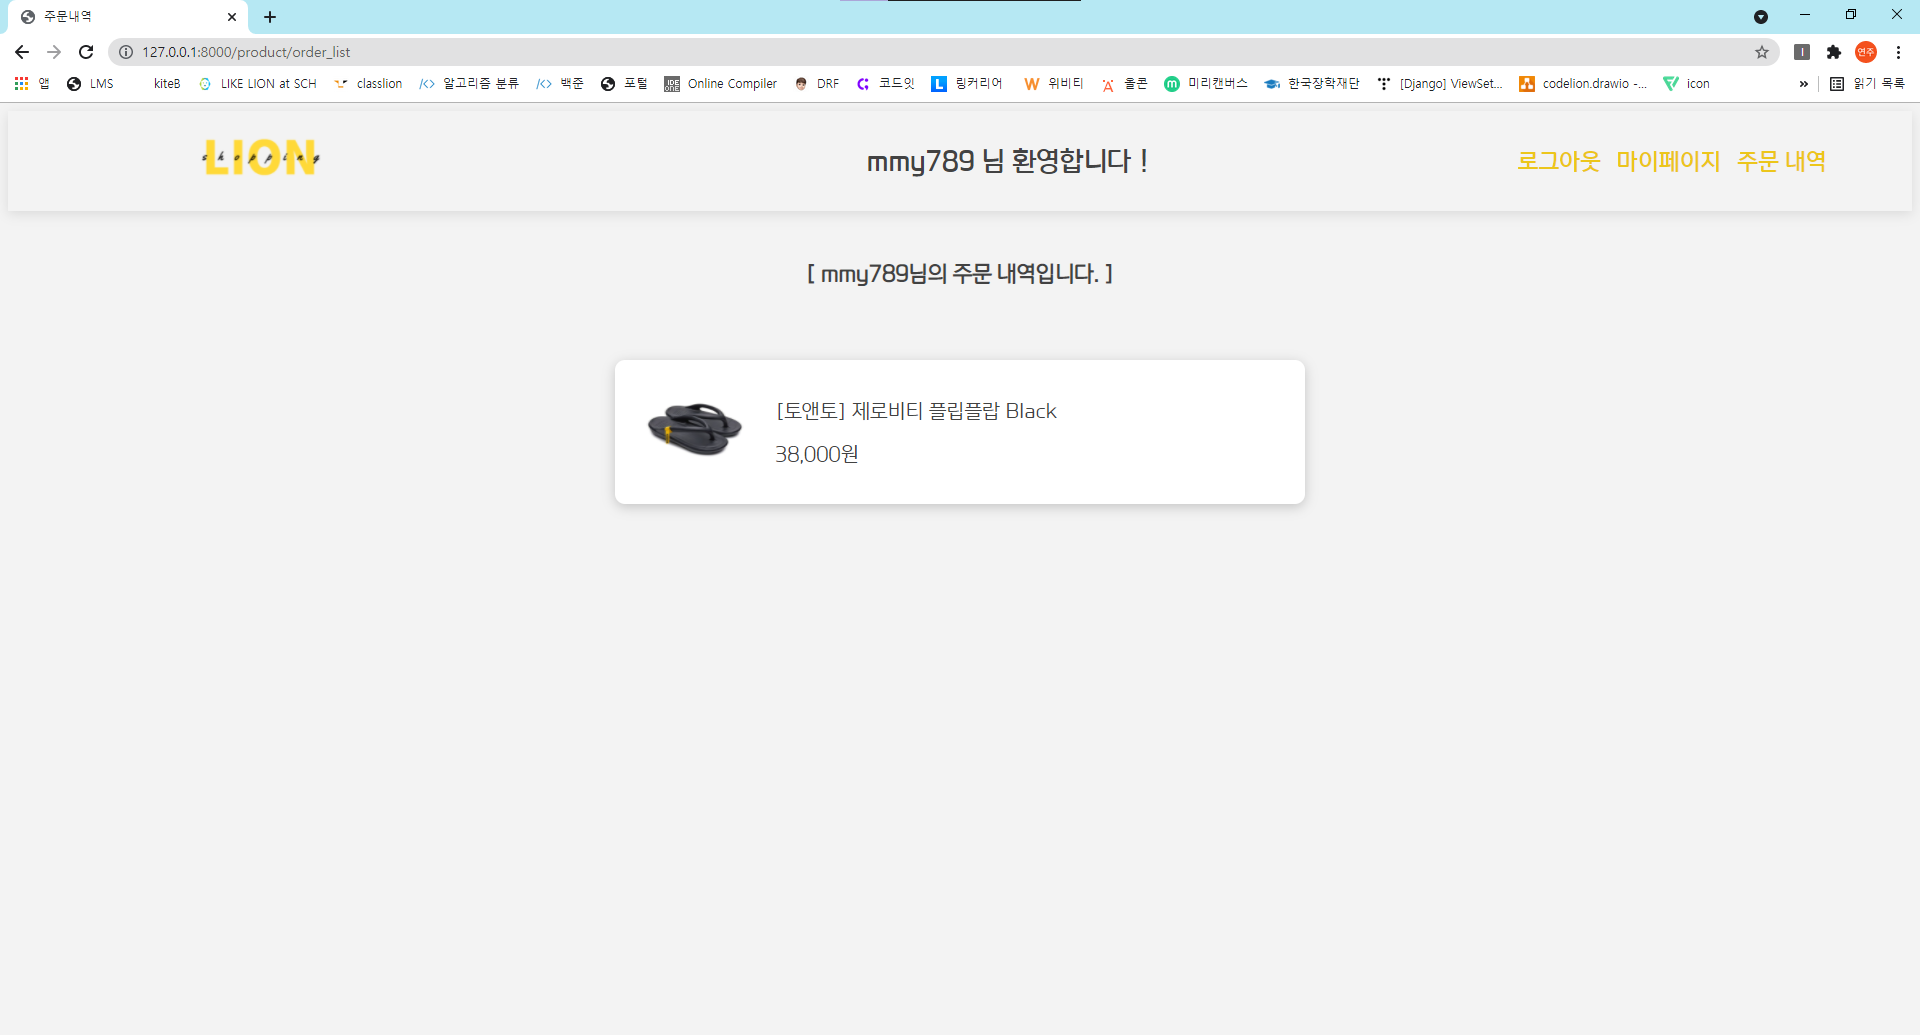 주문내역
127.0.0.1:8000/product/order_list
연주
앱 LMS kiteB LIKE LION at SCH classlion 알고리즘 분류 백준 포털 Online Compiler DRF 코드잇 링커리어 위비티 올콘 미리캔버스 한국장학재단 [Django] ViewSet... codelion.drawio -... icon » 읽기 목록
LION
shopping
mmy789 님 환영합니다 !
로그아웃 마이페이지 주문 내역
[ mmy789님의 주문 내역입니다. ]
[토앤토] 제로비티 플립플랍 Black
38,000원